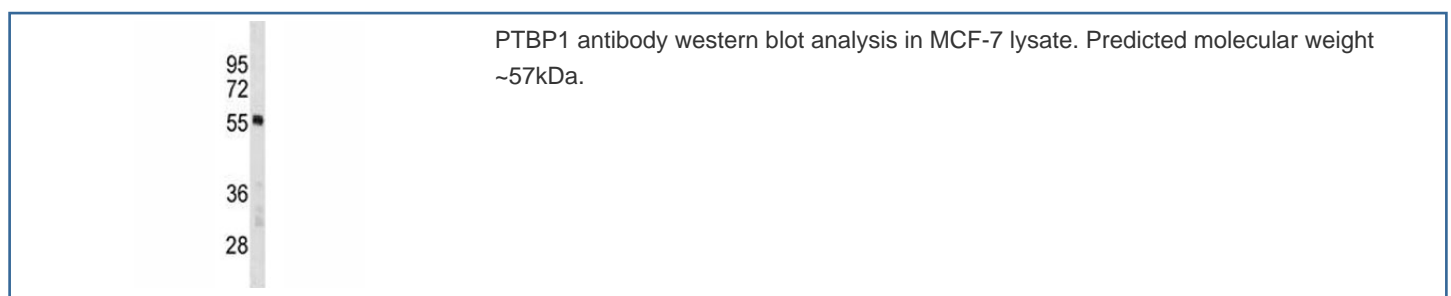 95
72
55
36
28
PTBP1 antibody western blot analysis in MCF-7 lysate. Predicted molecular weight
~57kDa.